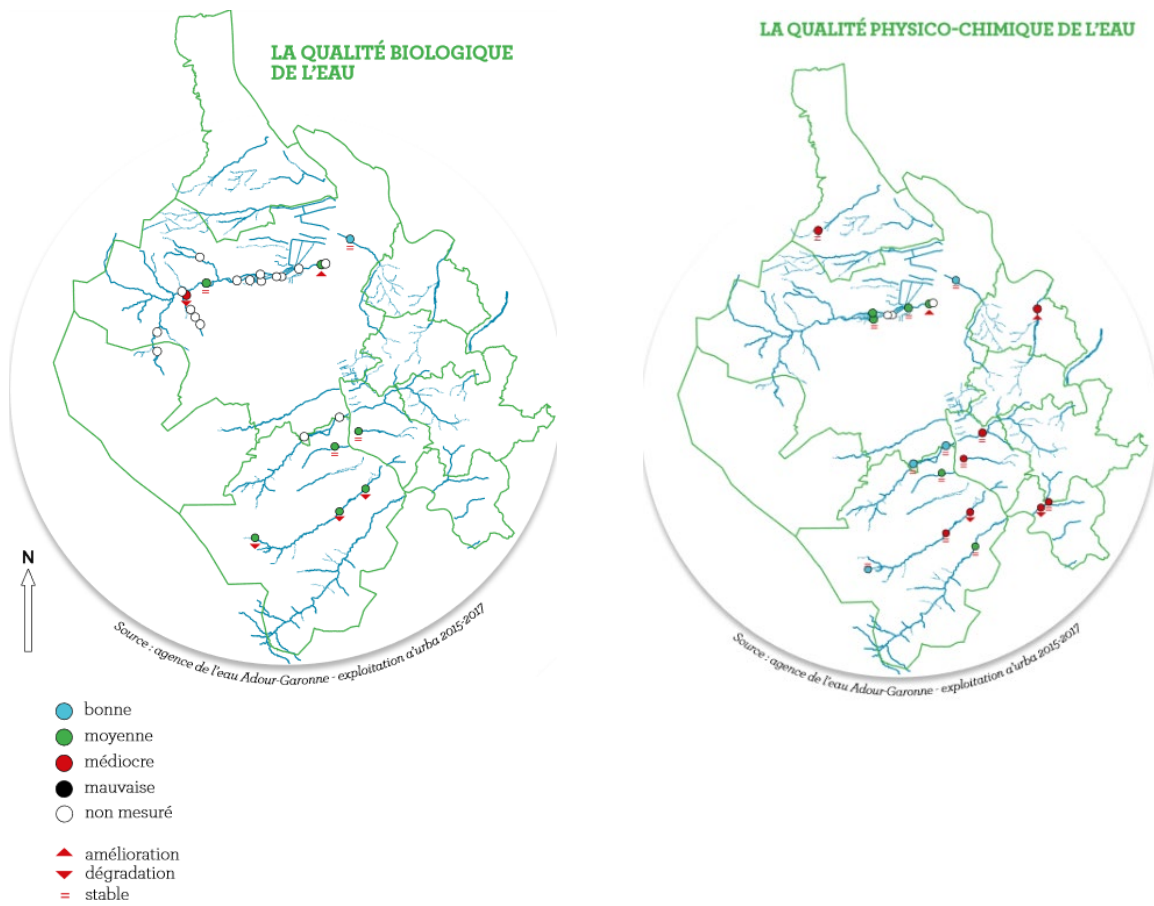 LA QUALITÉ BIOLOGIQUE
DE L'EAU
LA QUALITÉ PHYSICO-CHIMIQUE DE L'EAU
N
Source : agence de l'eau Adour-Garonne - exploitation a'urba 2015-2017
Source : agence de l'eau Adour-Garonne - exploitation a'urba 2015-2017
bonne
moyenne
médiocre
mauvaise
non mesuré
amélioration
dégradation
= stable